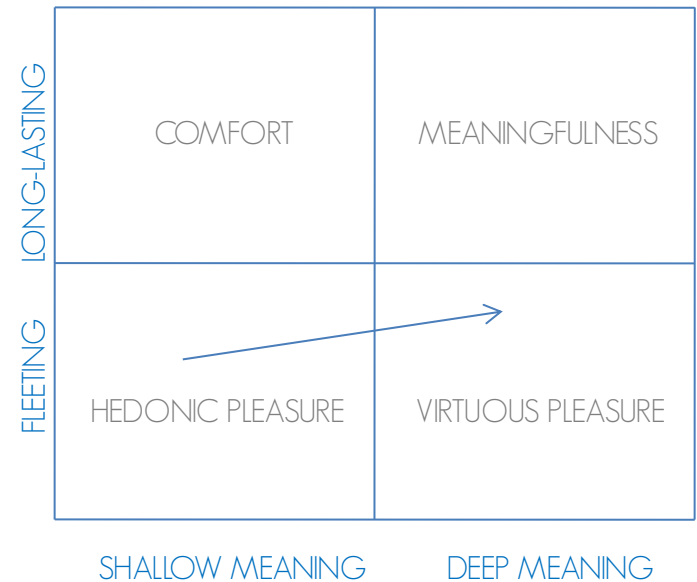 LONG-LASTING
COMFORT
MEANINGFULNESS
FLEETING
HEDONIC PLEASURE
VIRTUOUS PLEASURE
SHALLOW MEANING
DEEP MEANING